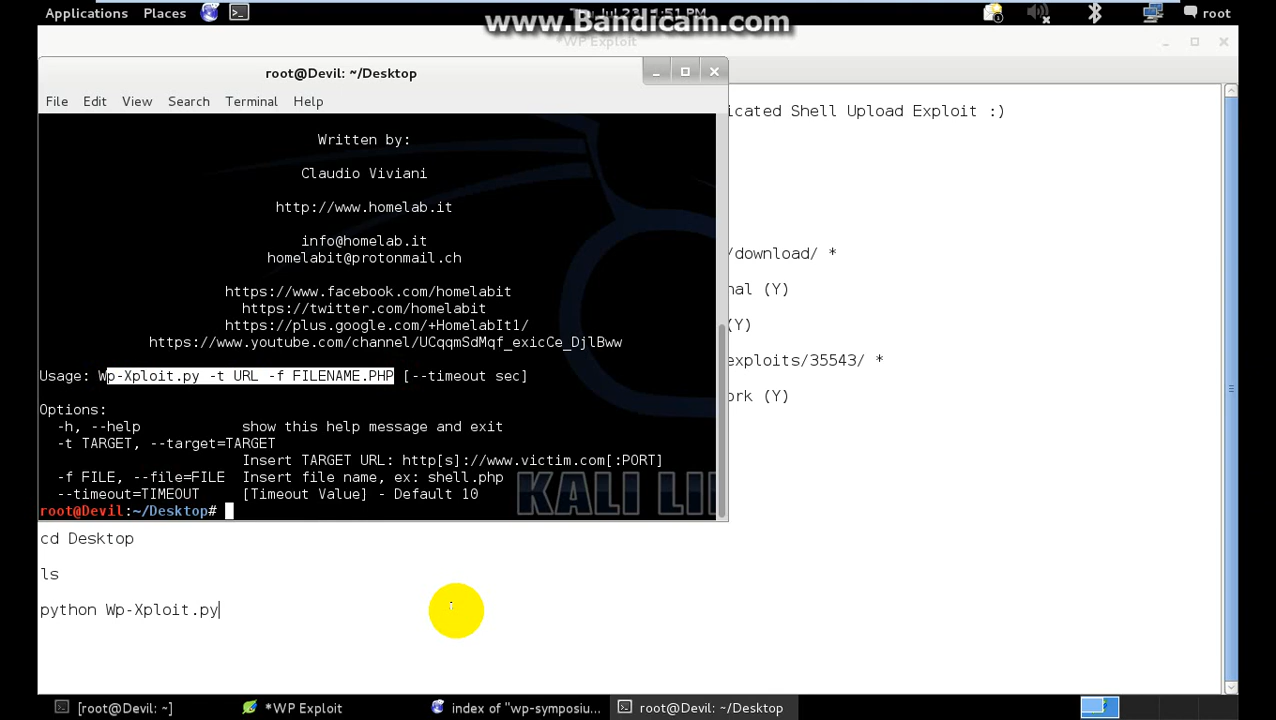 Applications Places Thu Jul 23, 1:51 PM root
www.Bandicam.com
*WP Exploit
root@Devil: ~/Desktop
File Edit View Search Terminal Help
icated Shell Upload Exploit :)
Written by:
Claudio Viviani
http://www.homelab.it
info@homelab.it
/download/ *
homelabit@protonmail.ch
https://www.facebook.com/homelabit
nal (Y)
https://twitter.com/homelabit
https://plus.google.com/+HomelabIt1/
(Y)
https://www.youtube.com/channel/UCqqmSdMqf_exicCe_DjlBww
exploits/35543/ *
Usage: Wp-Xploit.py -t URL -f FILENAME.PHP [--timeout sec]
ork (Y)
Options:
-h, --help show this help message and exit
-t TARGET, --target=TARGET
Insert TARGET URL: http[s]://www.victim.com[:PORT]
-f FILE, --file=FILE Insert file name, ex: shell.php
--timeout=TIMEOUT [Timeout Value] - Default 10
KALI LI
root@Devil:~/Desktop#
cd Desktop
ls
python Wp-Xploit.py
[root@Devil: ~] *WP Exploit index of "wp-symposiu... root@Devil: ~/Desktop